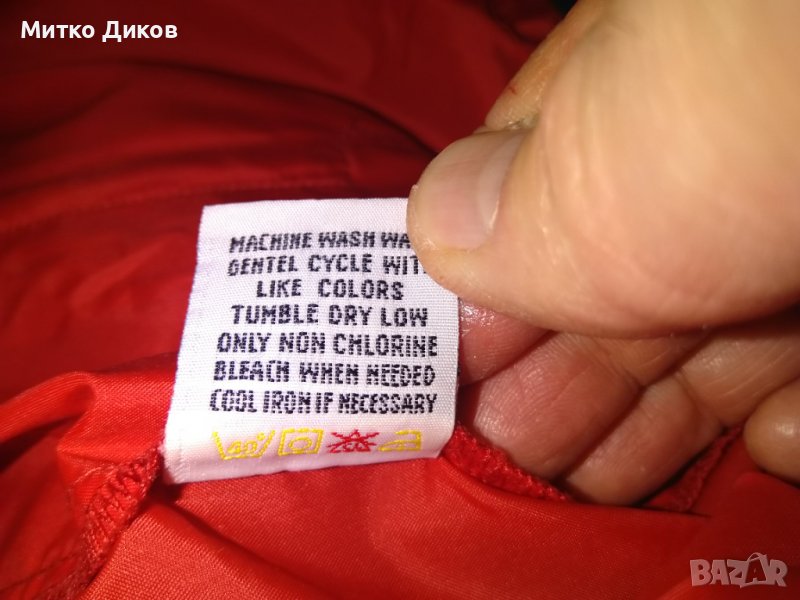 Митко Диков
MACHINE WASH WA
GENTEL CYCLE WIT
LIKE COLORS
TUMBLE DRY LOW
ONLY NON CHLORINE
BLEACH WHEN NEEDED
COOL IRON IF NECESSARY
BAZAR